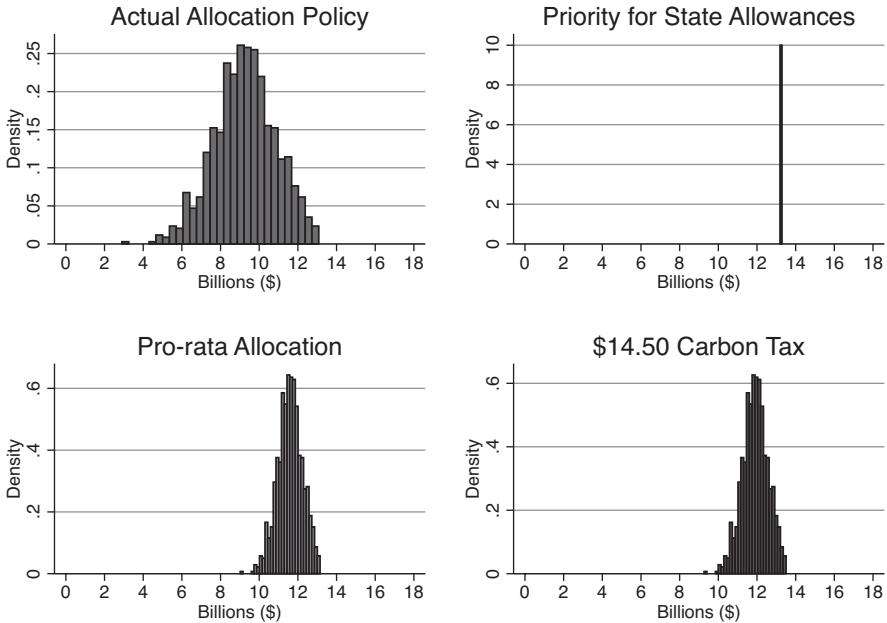 Actual Allocation Policy
Density
0 .05 .1 .15 .2 .25
0 2 4 6 8 10 12 14 16 18
Billions ($)
Priority for State Allowances
Density
0 2 4 6 8 10
0 2 4 6 8 10 12 14 16 18
Billions ($)
Pro-rata Allocation
Density
0 .2 .4 .6
0 2 4 6 8 10 12 14 16 18
Billions ($)
$14.50 Carbon Tax
Density
0 .2 .4 .6
0 2 4 6 8 10 12 14 16 18
Billions ($)